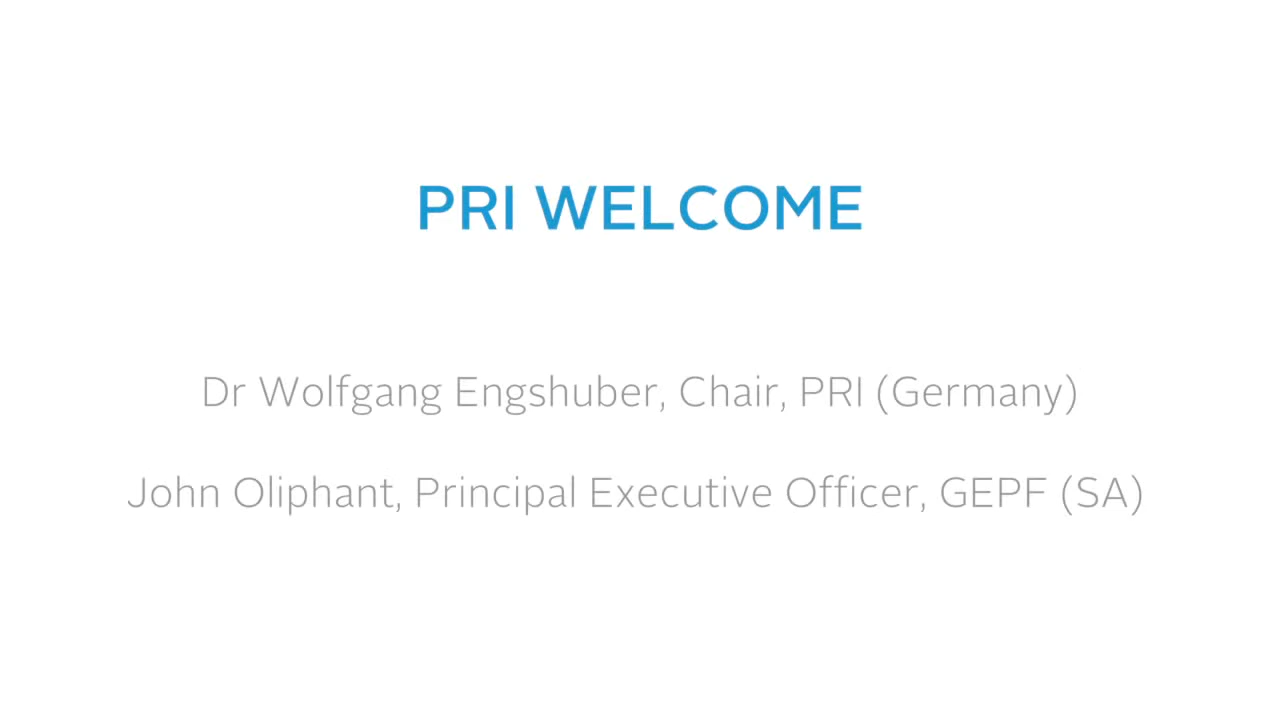 PRI WELCOME
Dr Wolfgang Engshuber, Chair, PRI (Germany)
John Oliphant, Principal Executive Officer, GEPF (SA)